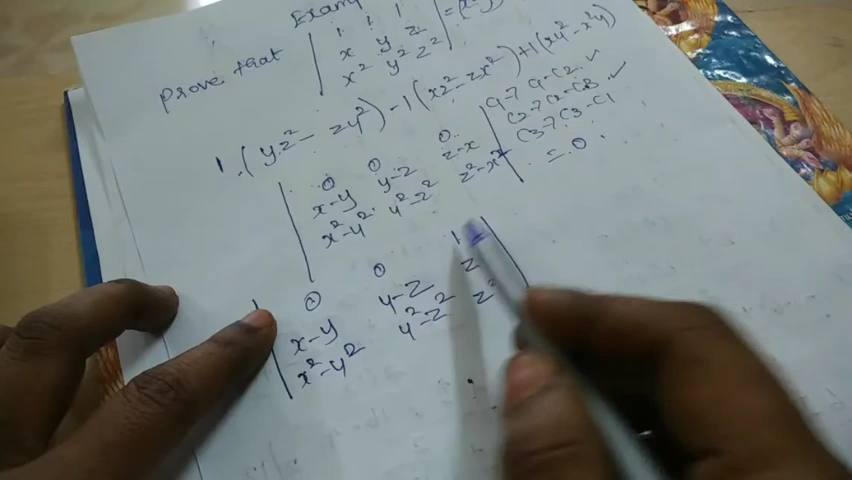 Exam
prove that | 1 1 1 |
| x y z | =(x-y
| x² y² z² |
1.(yz²- zy²)-1(xz²-zx²)+1(xy²-x²y)
| 0 0 0 | C1→C1-C2 ✓
| x-y y-z z-x | C2→C2-C3 ✓
| x²-y² y²-z² z²-x² | C3→C3-C1
= 0
| 0 0 1 |
| x-y y-z z
| x²-y² y²-z² z²